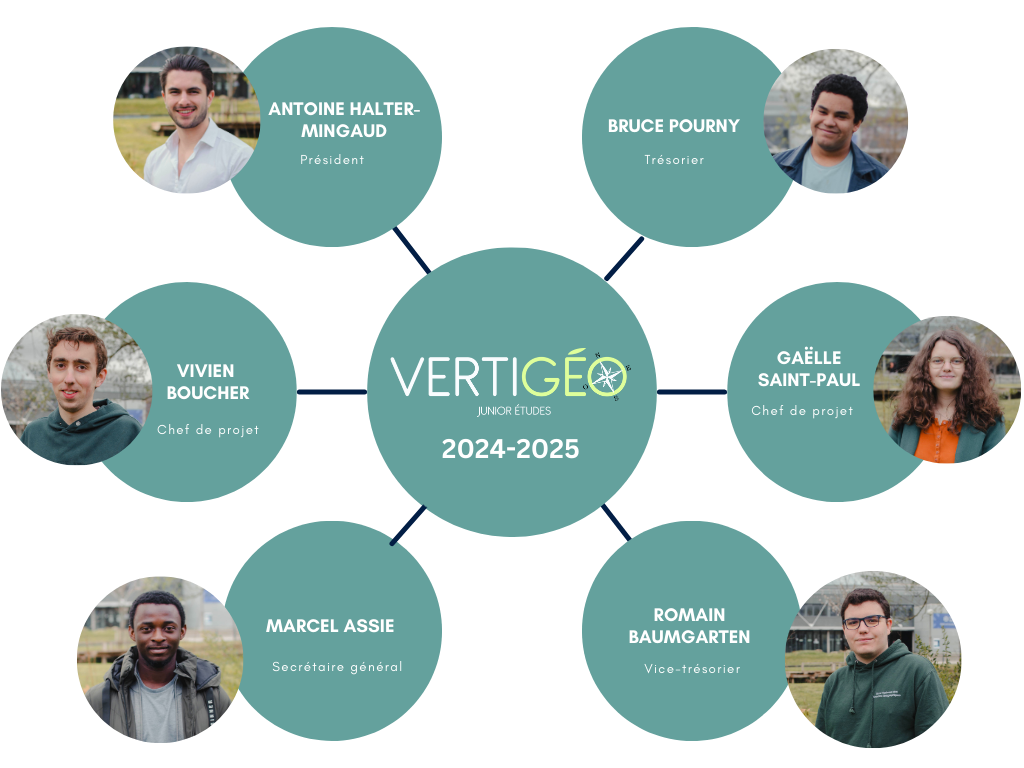 ANTOINE HALTER-
MINGAUD
Président
BRUCE POURNY
Trésorier
VIVIEN
BOUCHER
Chef de projet
VERTIGÉO
JUNIOR ÉTUDES
2024-2025
GAËLLE
SAINT-PAUL
Chef de projet
MARCEL ASSIE
Secrétaire général
ROMAIN
BAUMGARTEN
Vice-trésorier